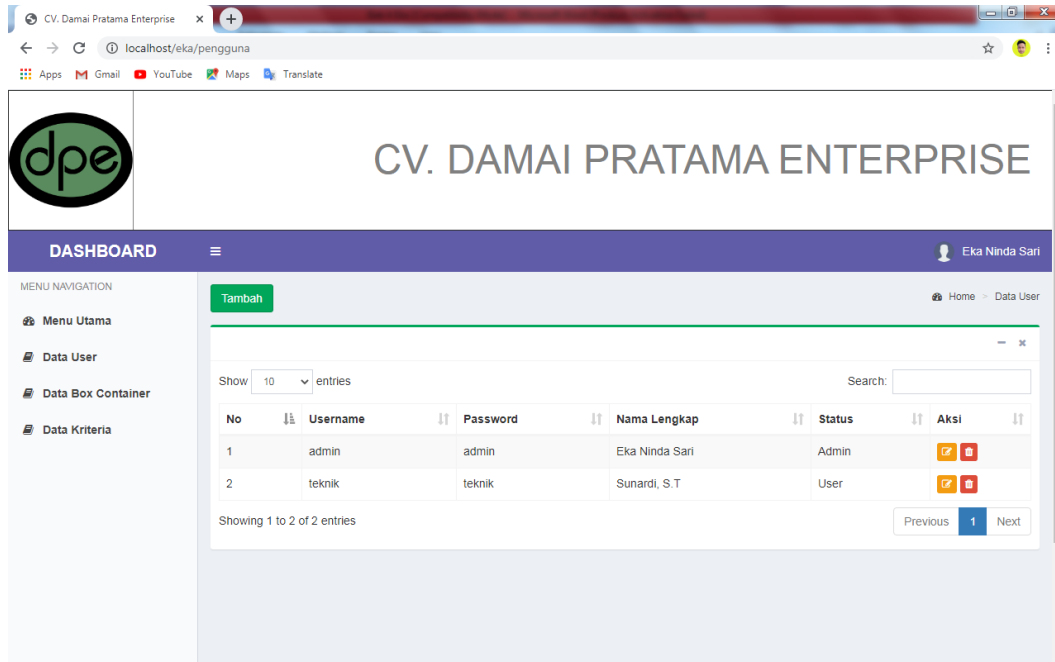 CV. Damai Pratama Enterprise
localhost/eka/pengguna
Apps Gmail YouTube Maps Translate
dpe
CV. DAMAI PRATAMA ENTERPRISE
DASHBOARD Eka Ninda Sari
MENU NAVIGATION
Menu Utama
Data User
Data Box Container
Data Kriteria
Tambah Home > Data User
Show 10 entries Search:
No Username Password Nama Lengkap Status Aksi
1 admin admin Eka Ninda Sari Admin
2 teknik teknik Sunardi, S.T User
Showing 1 to 2 of 2 entries Previous 1 Next